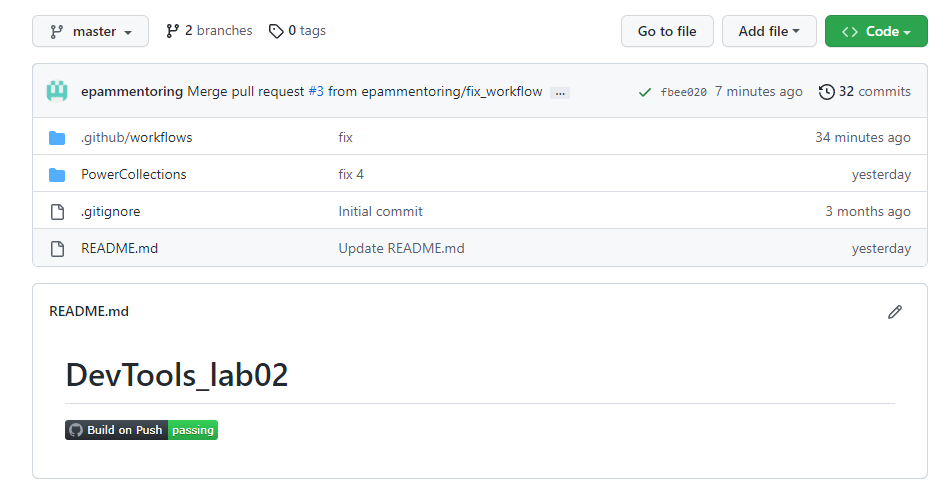 master 2 branches 0 tags Go to file Add file Code
epammentoring Merge pull request #3 from epammentoring/fix_workflow ... fbee020 7 minutes ago 32 commits
.github/workflows fix 34 minutes ago
PowerCollections fix 4 yesterday
.gitignore Initial commit 3 months ago
README.md Update README.md yesterday
README.md
DevTools_lab02
Build on Push passing